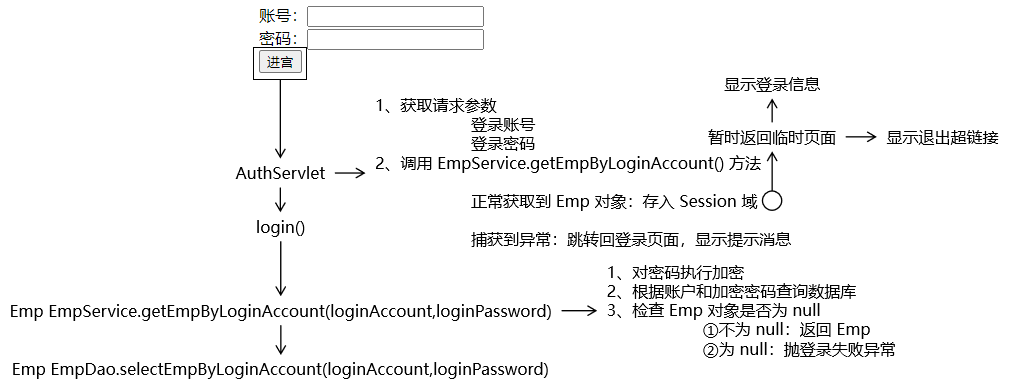 账号：
密码：
进宫
显示登录信息
1、获取请求参数
登录账号
登录密码
暂时返回临时页面
显示退出超链接
2、调用 EmpService.getEmpByLoginAccount() 方法
AuthServlet
正常获取到 Emp 对象：存入 Session 域
login()
捕获到异常：跳转回登录页面，显示提示消息
1、对密码执行加密
2、根据账户和加密密码查询数据库
Emp EmpService.getEmpByLoginAccount(loginAccount,loginPassword)
3、检查 Emp 对象是否为 null
①不为 null：返回 Emp
②为 null：抛登录失败异常
Emp EmpDao.selectEmpByLoginAccount(loginAccount,loginPassword)